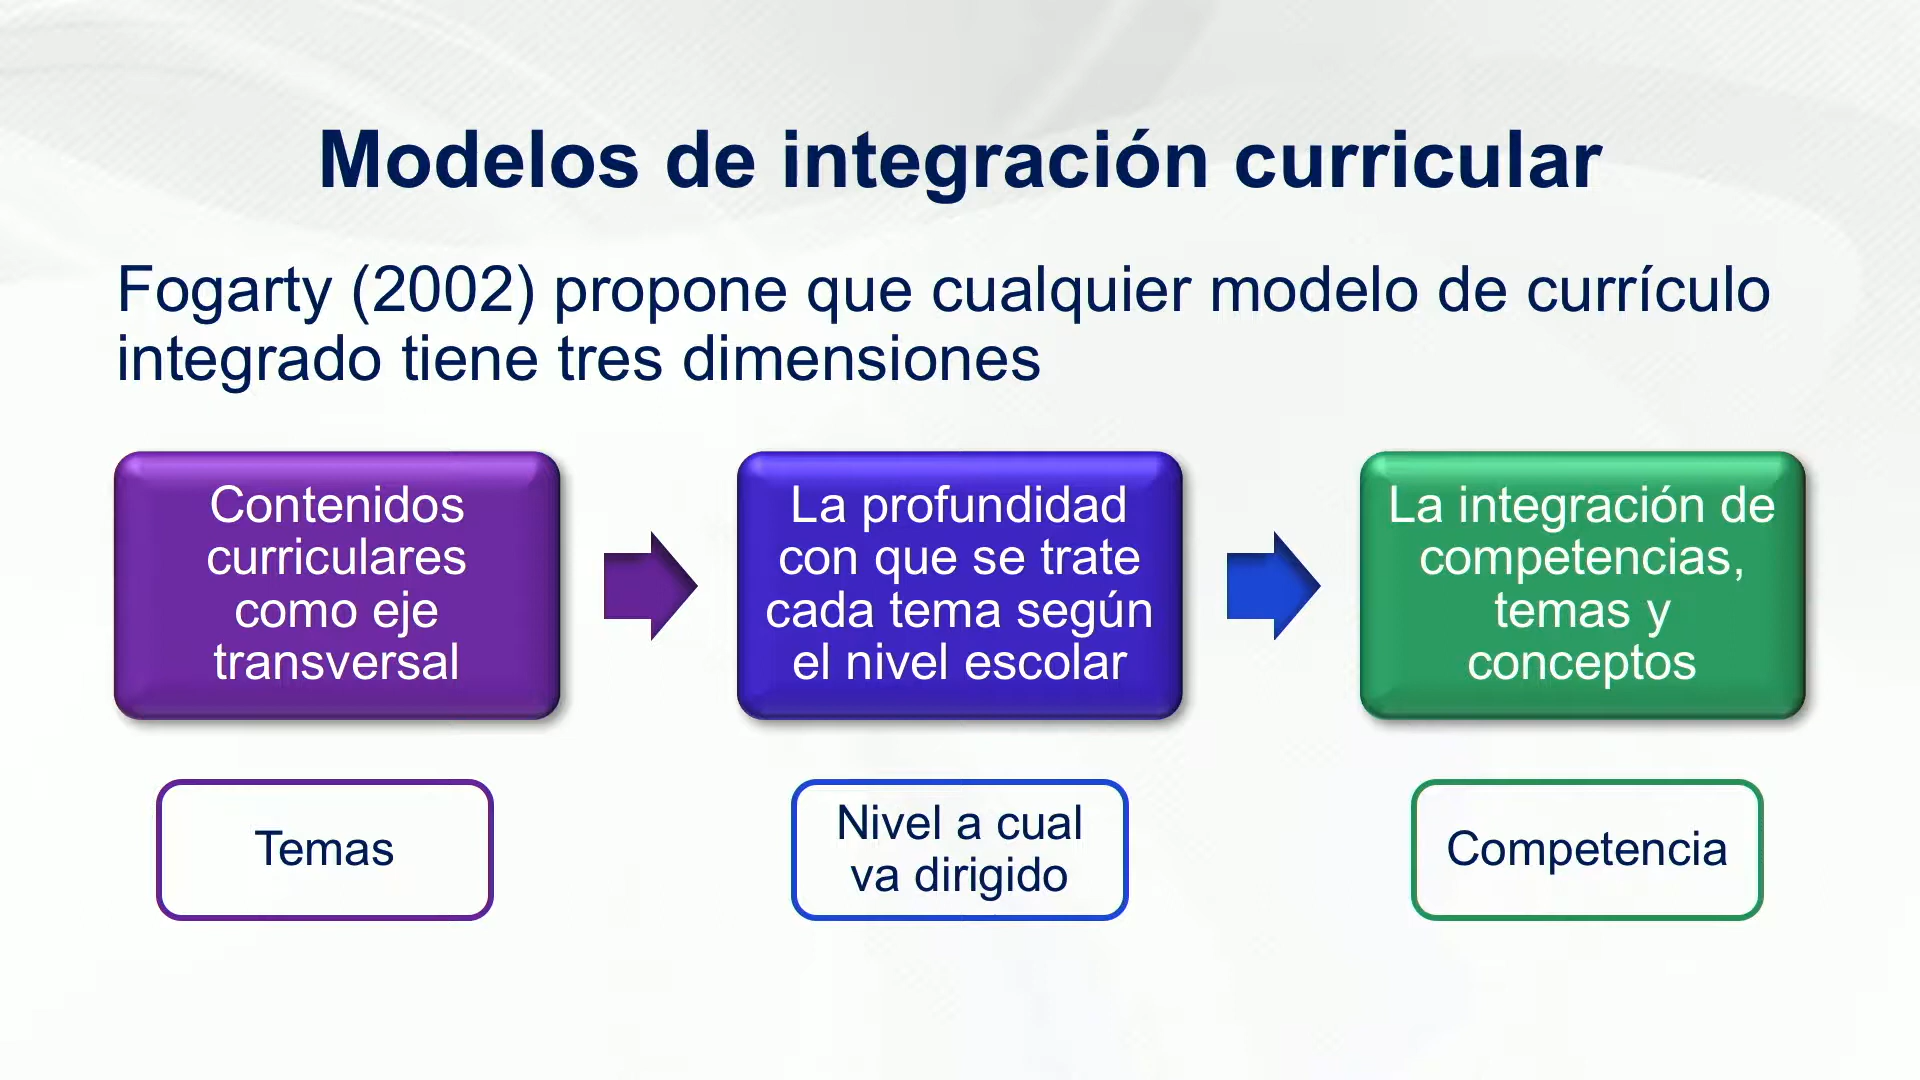 Modelos de integración curricular
Fogarty (2002) propone que cualquier modelo de currículo
integrado tiene tres dimensiones
Contenidos
curriculares
como eje
transversal
La profundidad
con que se trate
cada tema según
el nivel escolar
La integración de
competencias,
temas y
conceptos
Temas
Nivel a cual
va dirigido
Competencia